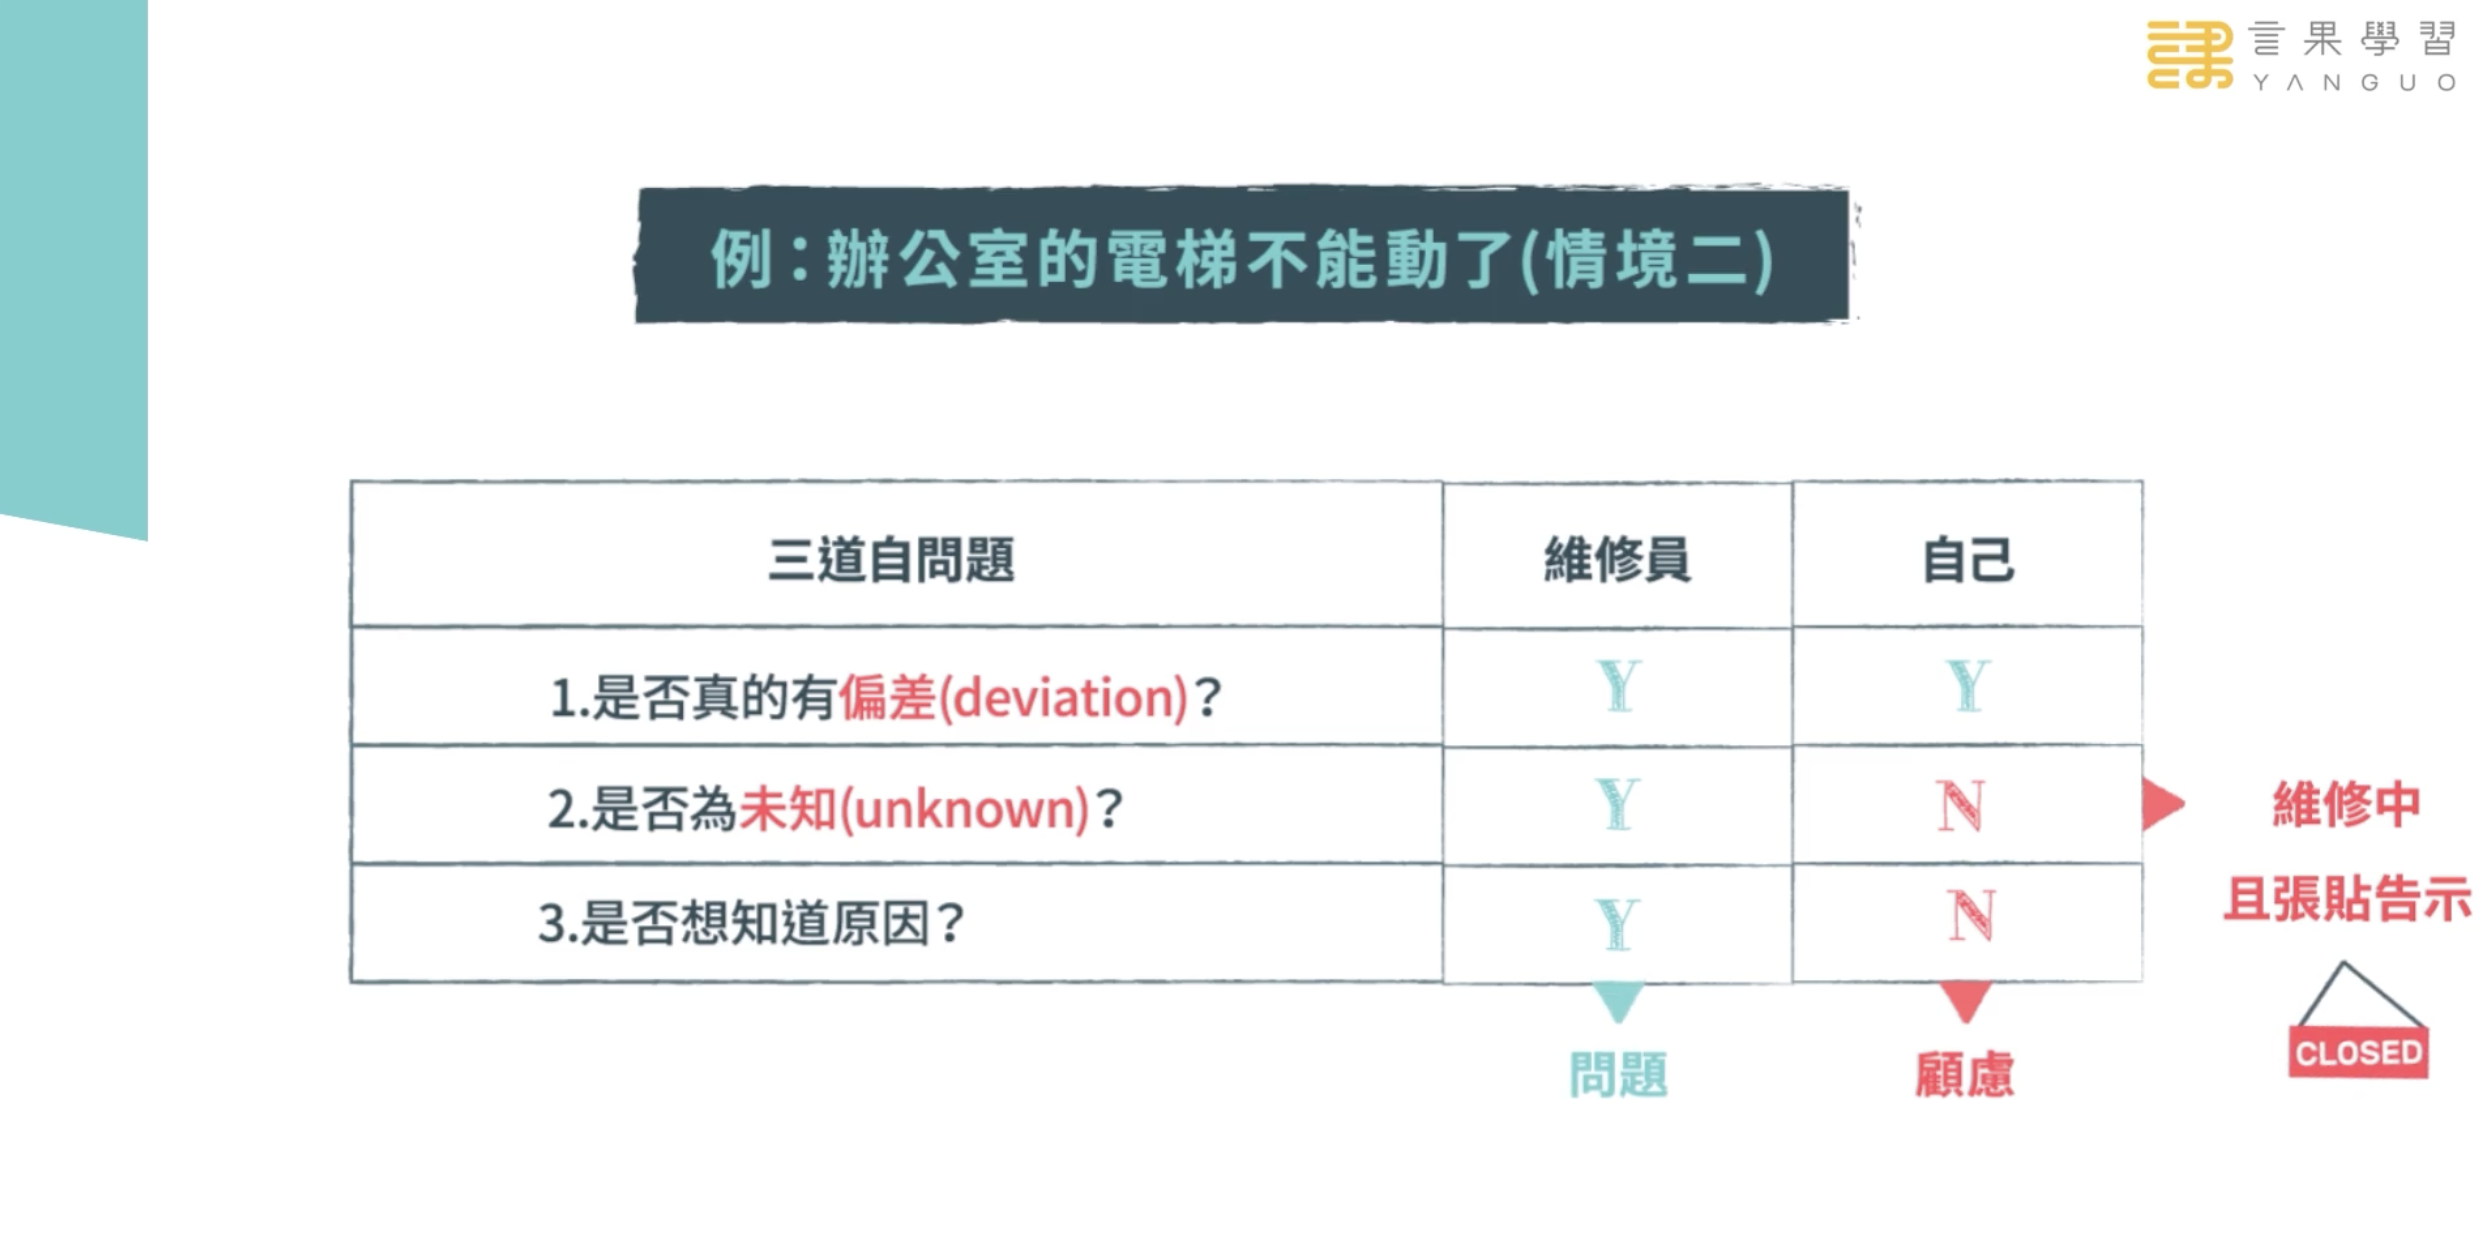 言果學習
YANGUO
例：辦公室的電梯不能動了(情境二)
三道自問題 維修員 自己
1.是否真的有偏差(deviation)？ Y Y
2.是否為未知(unknown)？ Y N 維修中
且張貼告示
3.是否想知道原因？ Y N
CLOSED
問題 顧慮